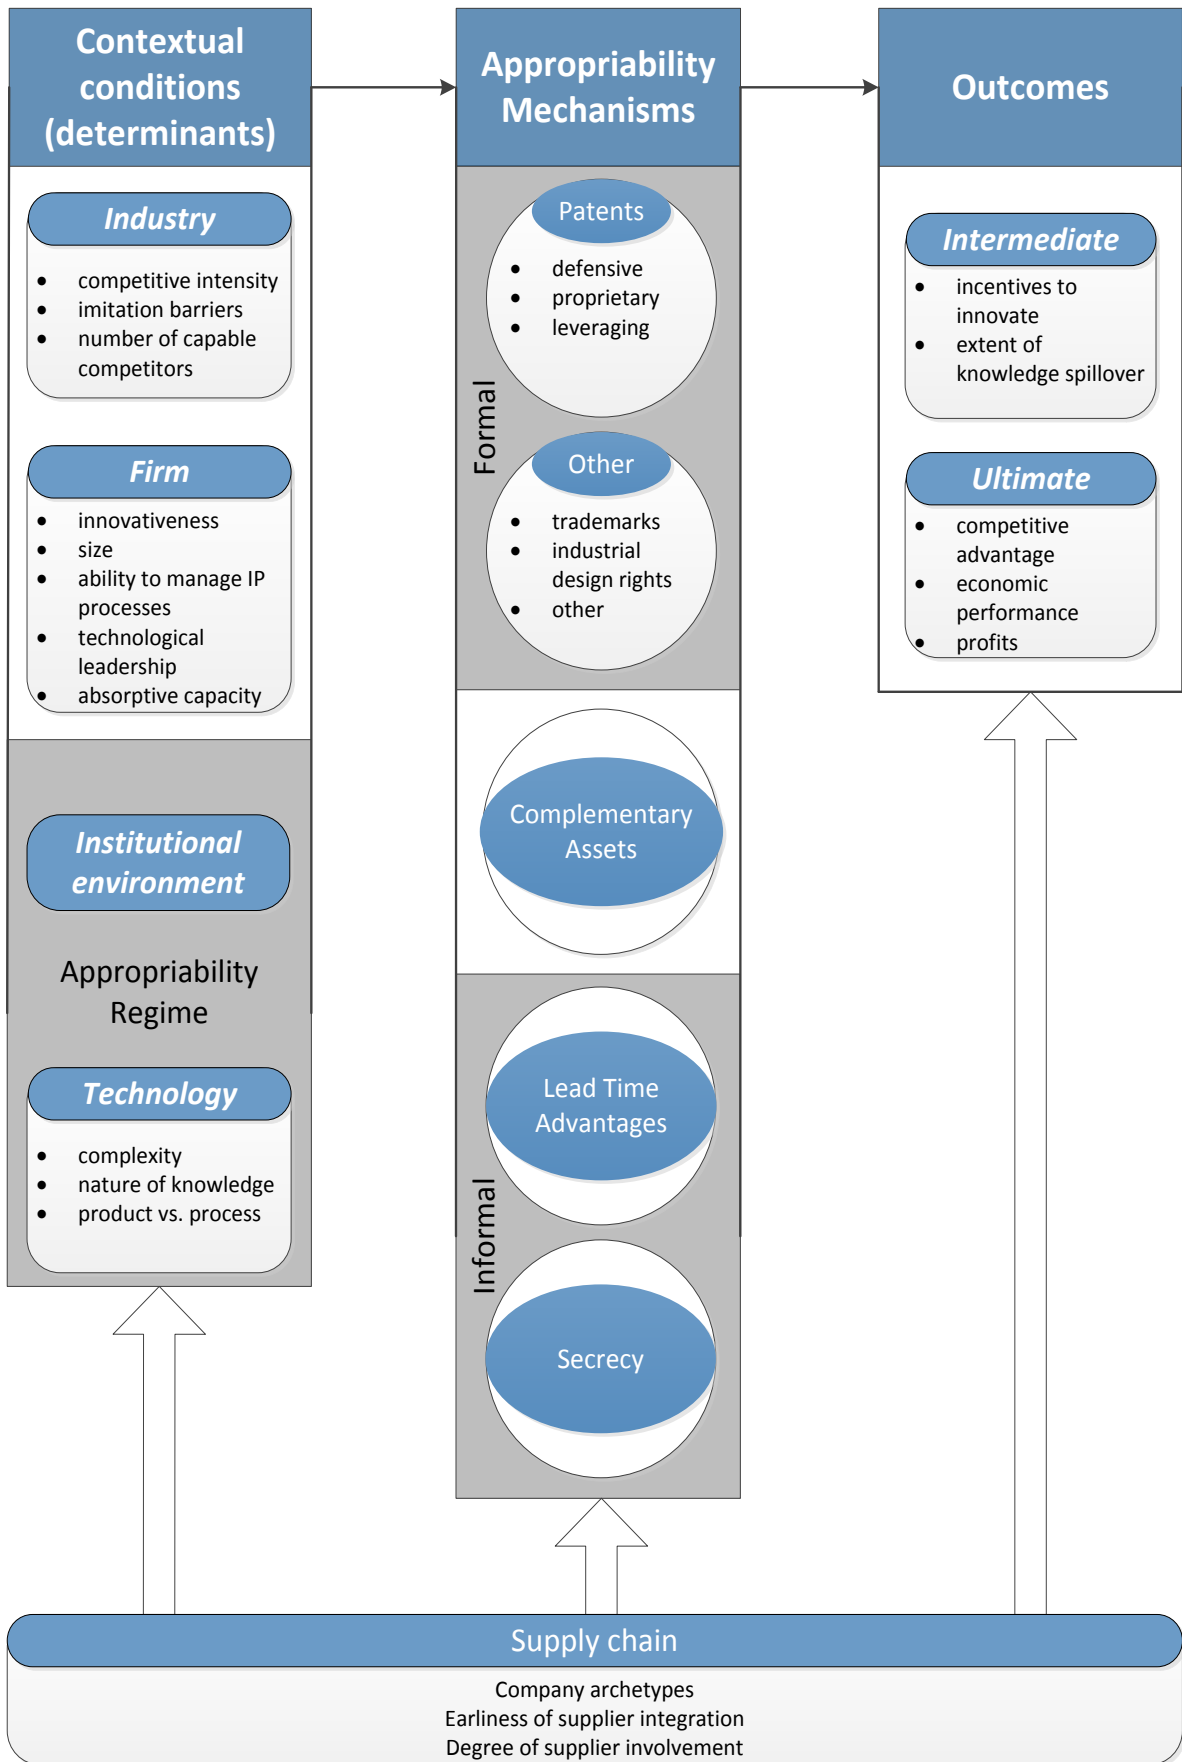 Contextual
conditions
(determinants)
Industry
• competitive intensity
• imitation barriers
• number of capable
competitors
Firm
• innovativeness
• size
• ability to manage IP
processes
• technological
leadership
• absorptive capacity
Institutional
environment
Appropriability
Regime
Technology
• complexity
• nature of knowledge
• product vs. process
Appropriability
Mechanisms
Formal
Patents
• defensive
• proprietary
• leveraging
Other
• trademarks
• industrial
design rights
• other
Complementary
Assets
Informal
Lead Time
Advantages
Secrecy
Outcomes
Intermediate
• incentives to
innovate
• extent of
knowledge spillover
Ultimate
• competitive
advantage
• economic
performance
• profits
Supply chain
Company archetypes
Earliness of supplier integration
Degree of supplier involvement